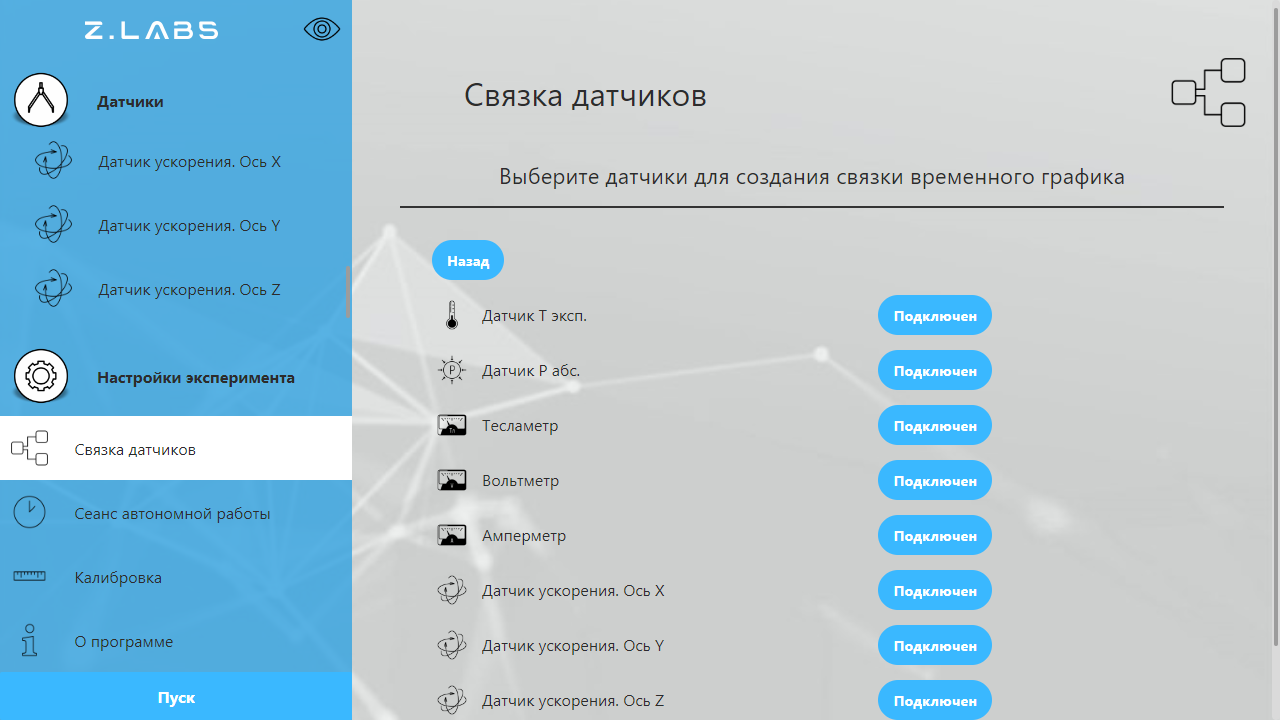 Z.LABS
Датчики
Датчик ускорения. Ось X
Датчик ускорения. Ось Y
Датчик ускорения. Ось Z
Настройки эксперимента
Связка датчиков
Сеанс автономной работы
Калибровка
О программе
Пуск
Связка датчиков
Выберите датчики для создания связки временного графика
Назад
Датчик T эксп. Подключен
P Датчик P абс. Подключен
Тл Тесламетр Подключен
Вольтметр Подключен
Амперметр Подключен
Датчик ускорения. Ось X Подключен
Датчик ускорения. Ось Y Подключен
Датчик ускорения. Ось Z Подключен